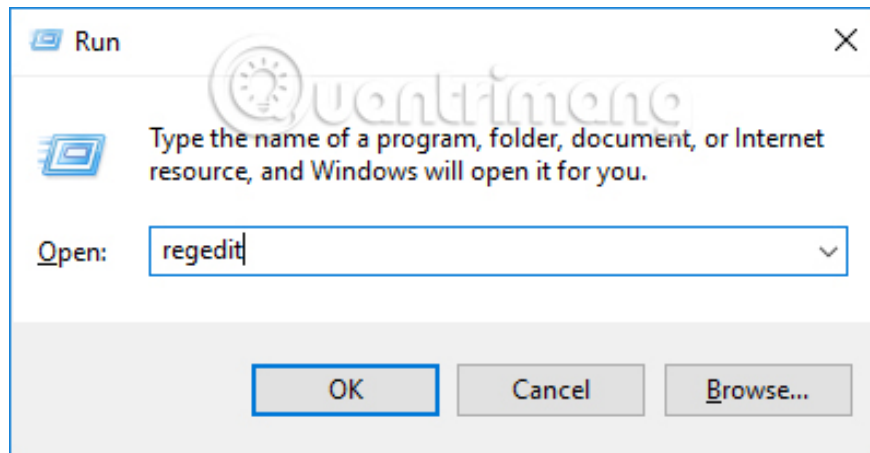 Run
Quantrimang
Type the name of a program, folder, document, or Internet
resource, and Windows will open it for you.
Open: regedit
OK Cancel Browse...